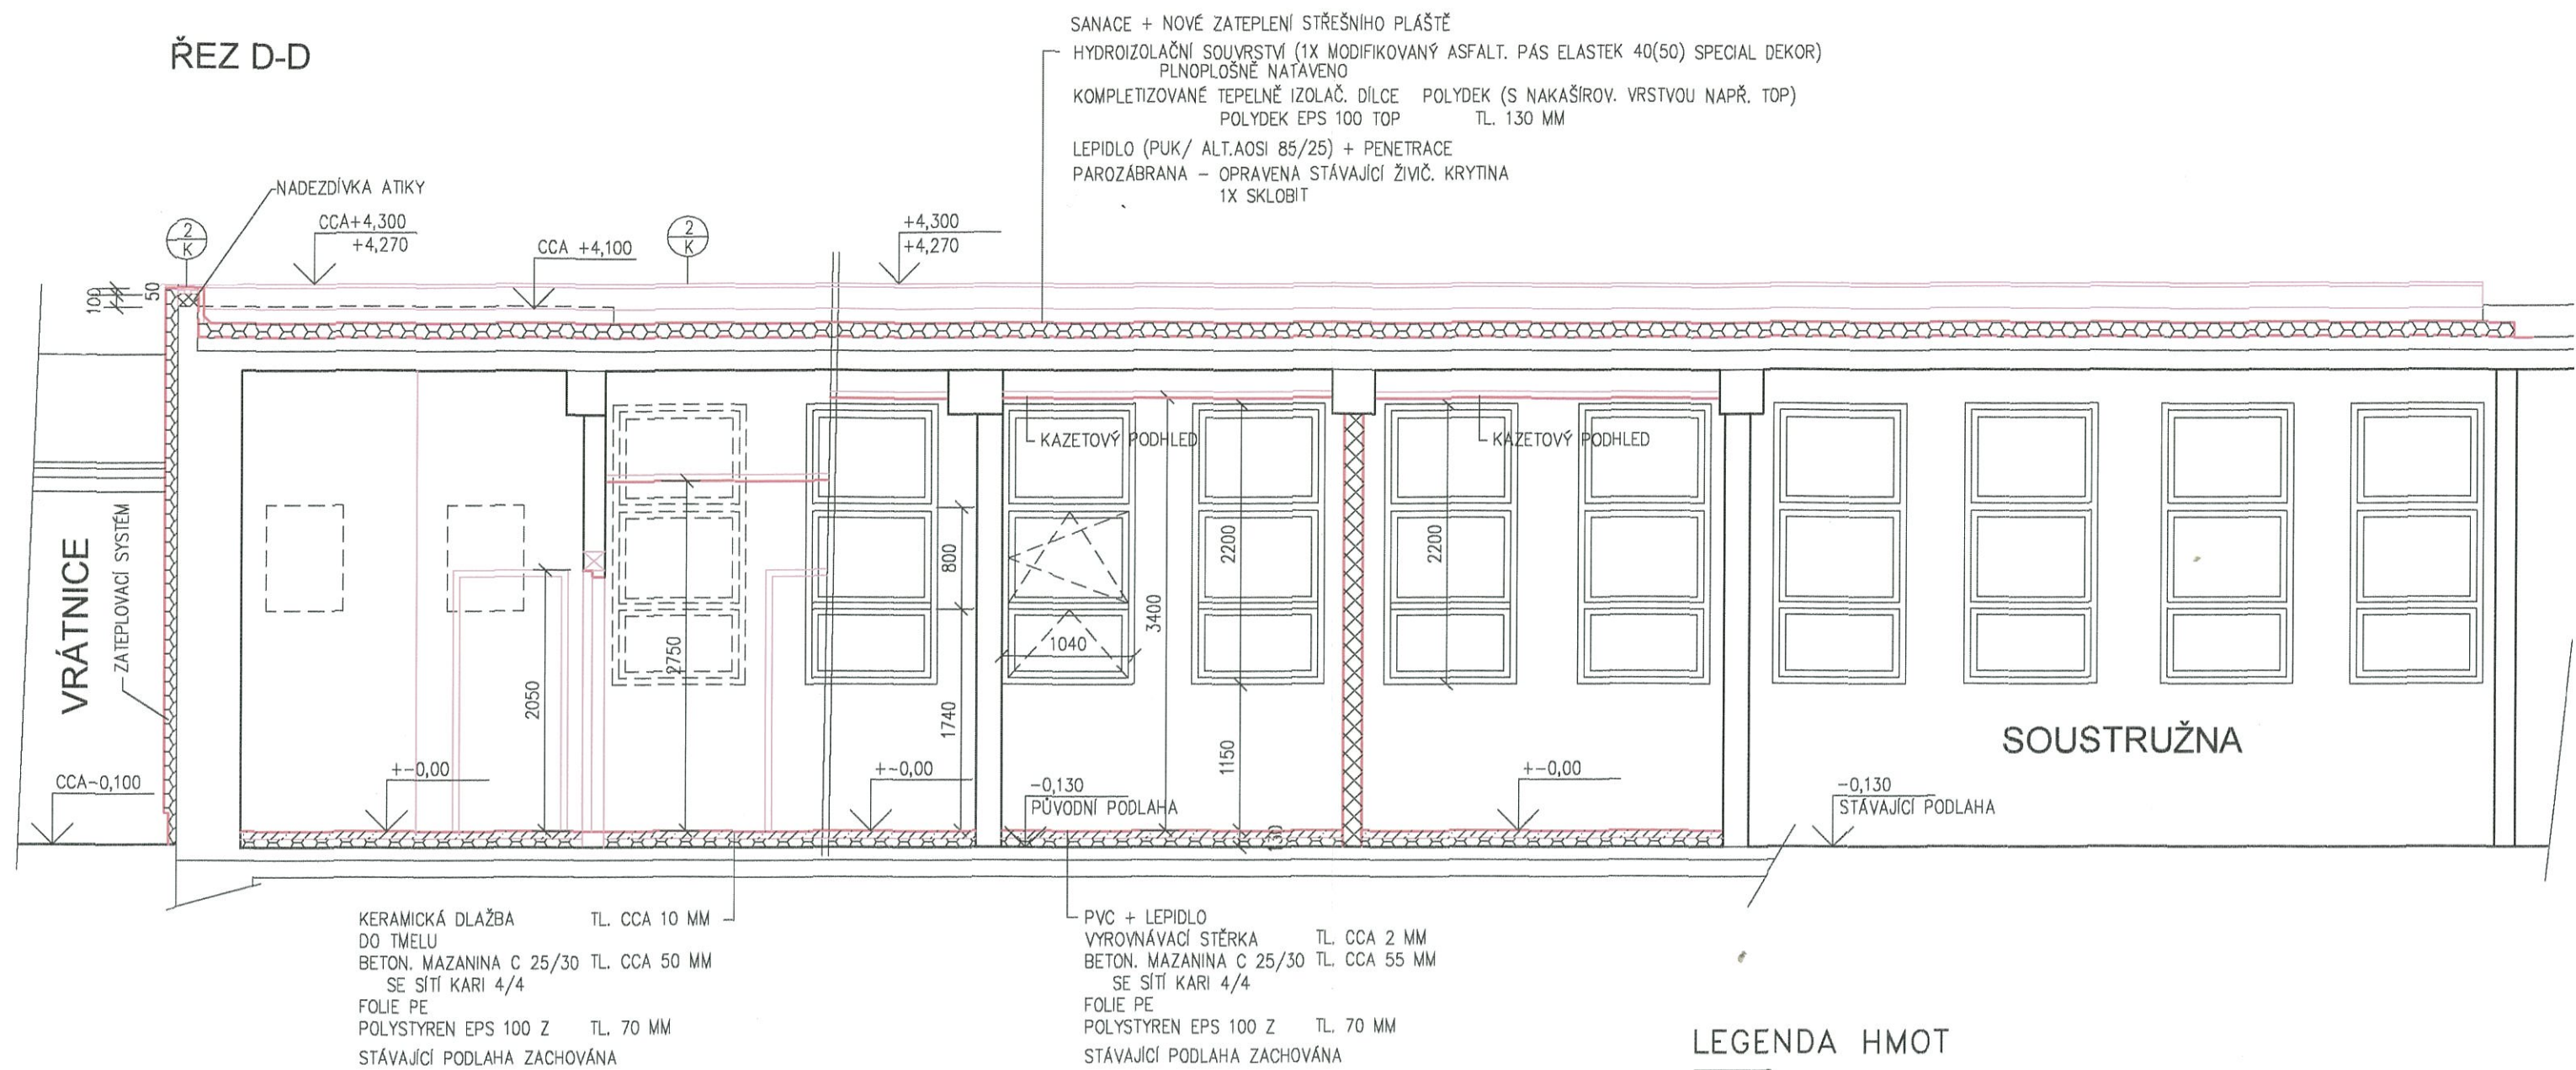 ŘEZ D-D
SANACE + NOVÉ ZATEPLENÍ STŘEŠNÍHO PLÁŠTĚ
HYDROIZOLAČNÍ SOUVRSTVÍ (1X MODIFIKOVANÝ ASFALT. PÁS ELASTEK 40(50) SPECIAL DEKOR)
PLNOPLOŠNĚ NATAVENO
KOMPLETIZOVANÉ TEPELNĚ IZOLAČ. DÍLCE POLYDEK (S NAKAŠÍROV. VRSTVOU NAPŘ. TOP)
POLYDEK EPS 100 TOP TL. 130 MM
LEPIDLO (PUK/ ALT.AOSI 85/25) + PENETRACE
PAROZÁBRANA – OPRAVENA STÁVAJÍCÍ ŽIVIČ. KRYTINA
1X SKLOBIT
NADEZDÍVKA ATIKY
2
K
CCA+4,300
+4,270
CCA +4,100
2
K
+4,300
+4,270
100
50
KAZETOVÝ PODHLED
KAZETOVÝ PODHLED
VRÁTNICE
ZATEPLOVACÍ SYSTÉM
2050
2750
800
1740
1040
3400
2200
1150
130
2200
SOUSTRUŽNA
CCA-0,100
+-0,00
+-0,00
-0,130
PŮVODNÍ PODLAHA
+-0,00
-0,130
STÁVAJÍCÍ PODLAHA
KERAMICKÁ DLAŽBA TL. CCA 10 MM
DO TMELU
BETON. MAZANINA C 25/30 TL. CCA 50 MM
SE SÍTÍ KARI 4/4
FOLIE PE
POLYSTYREN EPS 100 Z TL. 70 MM
STÁVAJÍCÍ PODLAHA ZACHOVÁNA
PVC + LEPIDLO
VYROVNÁVACÍ STĚRKA TL. CCA 2 MM
BETON. MAZANINA C 25/30 TL. CCA 55 MM
SE SÍTÍ KARI 4/4
FOLIE PE
POLYSTYREN EPS 100 Z TL. 70 MM
STÁVAJÍCÍ PODLAHA ZACHOVÁNA
LEGENDA HMOT